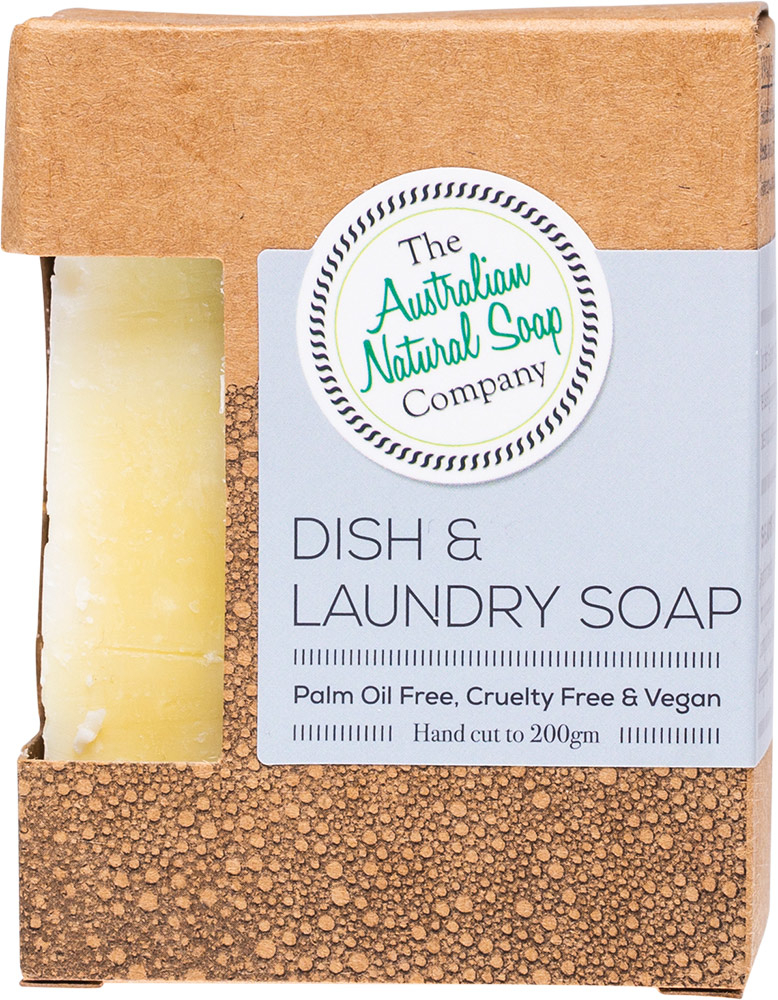 The
Australian
Natural Soap
Company
DISH &
LAUNDRY SOAP
Palm Oil Free, Cruelty Free & Vegan
Hand cut to 200gm